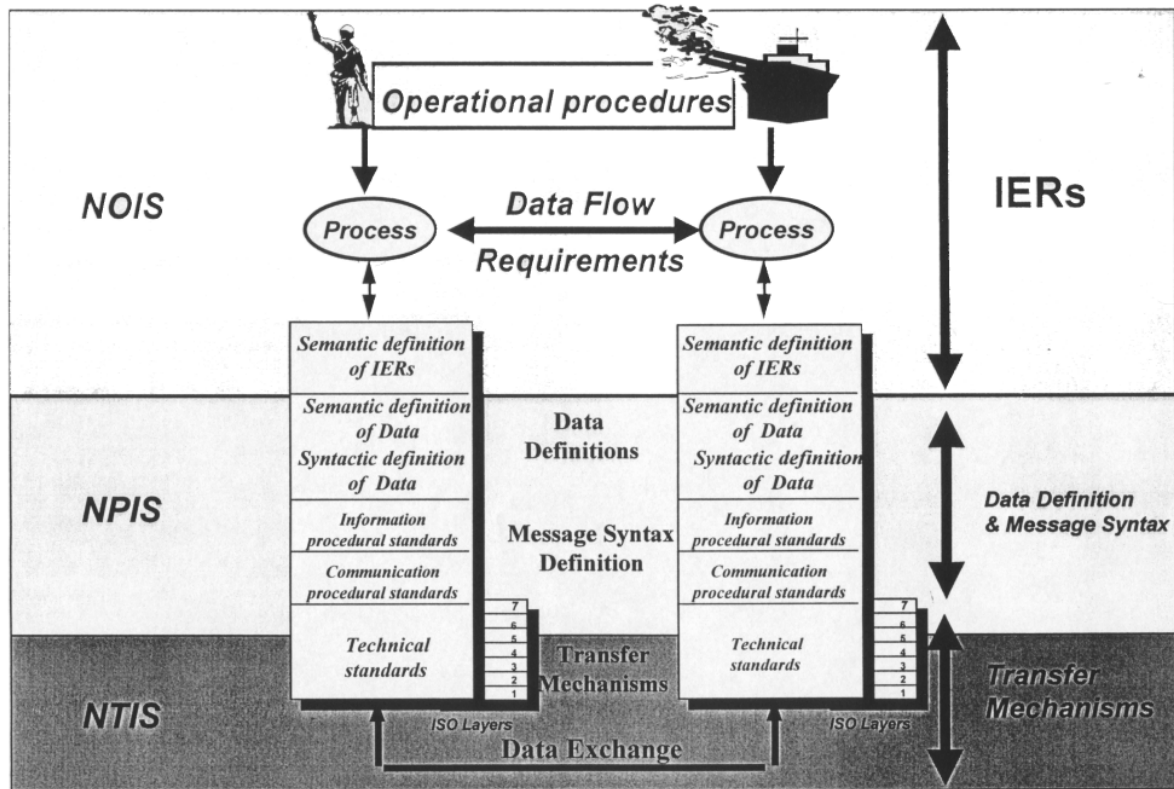 Operational procedures
NOIS
Process
Data Flow
Requirements
Process
IERs
Semantic definition
of IERs
Semantic definition
of IERs
NPIS
Semantic definition
of Data
Syntactic definition
of Data
Information
procedural standards
Communication
procedural standards
Data
Definitions
Message Syntax
Definition
Semantic definition
of Data
Syntactic definition
of Data
Information
procedural standards
Communication
procedural standards
Data Definition
& Message Syntax
NTIS
Technical
standards
7
6
5
4
3
2
1
ISO Layers
Transfer
Mechanisms
Technical
standards
7
6
5
4
3
2
1
ISO Layers
Transfer
Mechanisms
Data Exchange